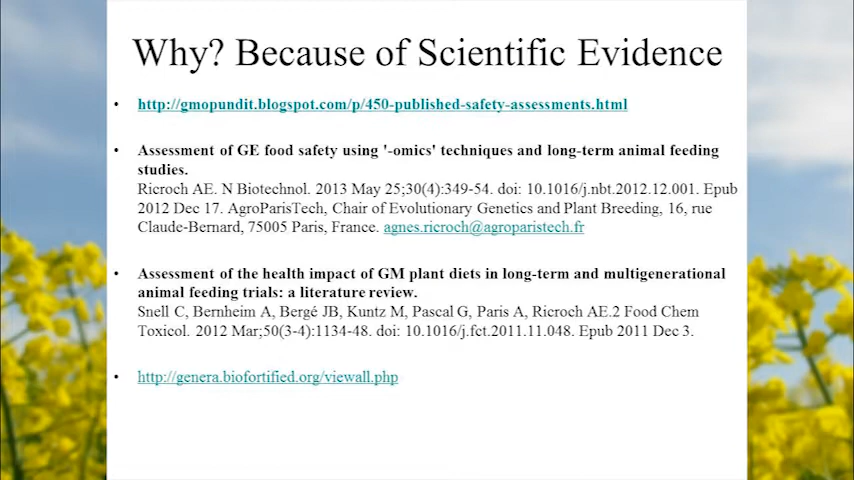 Why? Because of Scientific Evidence
• http://gmopundit.blogspot.com/p/450-published-safety-assessments.html
• Assessment of GE food safety using '-omics' techniques and long-term animal feeding
studies.
Ricroch AE. N Biotechnol. 2013 May 25;30(4):349-54. doi: 10.1016/j.nbt.2012.12.001. Epub
2012 Dec 17. AgroParisTech, Chair of Evolutionary Genetics and Plant Breeding, 16, rue
Claude-Bernard, 75005 Paris, France. agnes.ricroch@agroparistech.fr
• Assessment of the health impact of GM plant diets in long-term and multigenerational
animal feeding trials: a literature review.
Snell C, Bernheim A, Bergé JB, Kuntz M, Pascal G, Paris A, Ricroch AE.2 Food Chem
Toxicol. 2012 Mar;50(3-4):1134-48. doi: 10.1016/j.fct.2011.11.048. Epub 2011 Dec 3.
• http://genera.biofortified.org/viewall.php